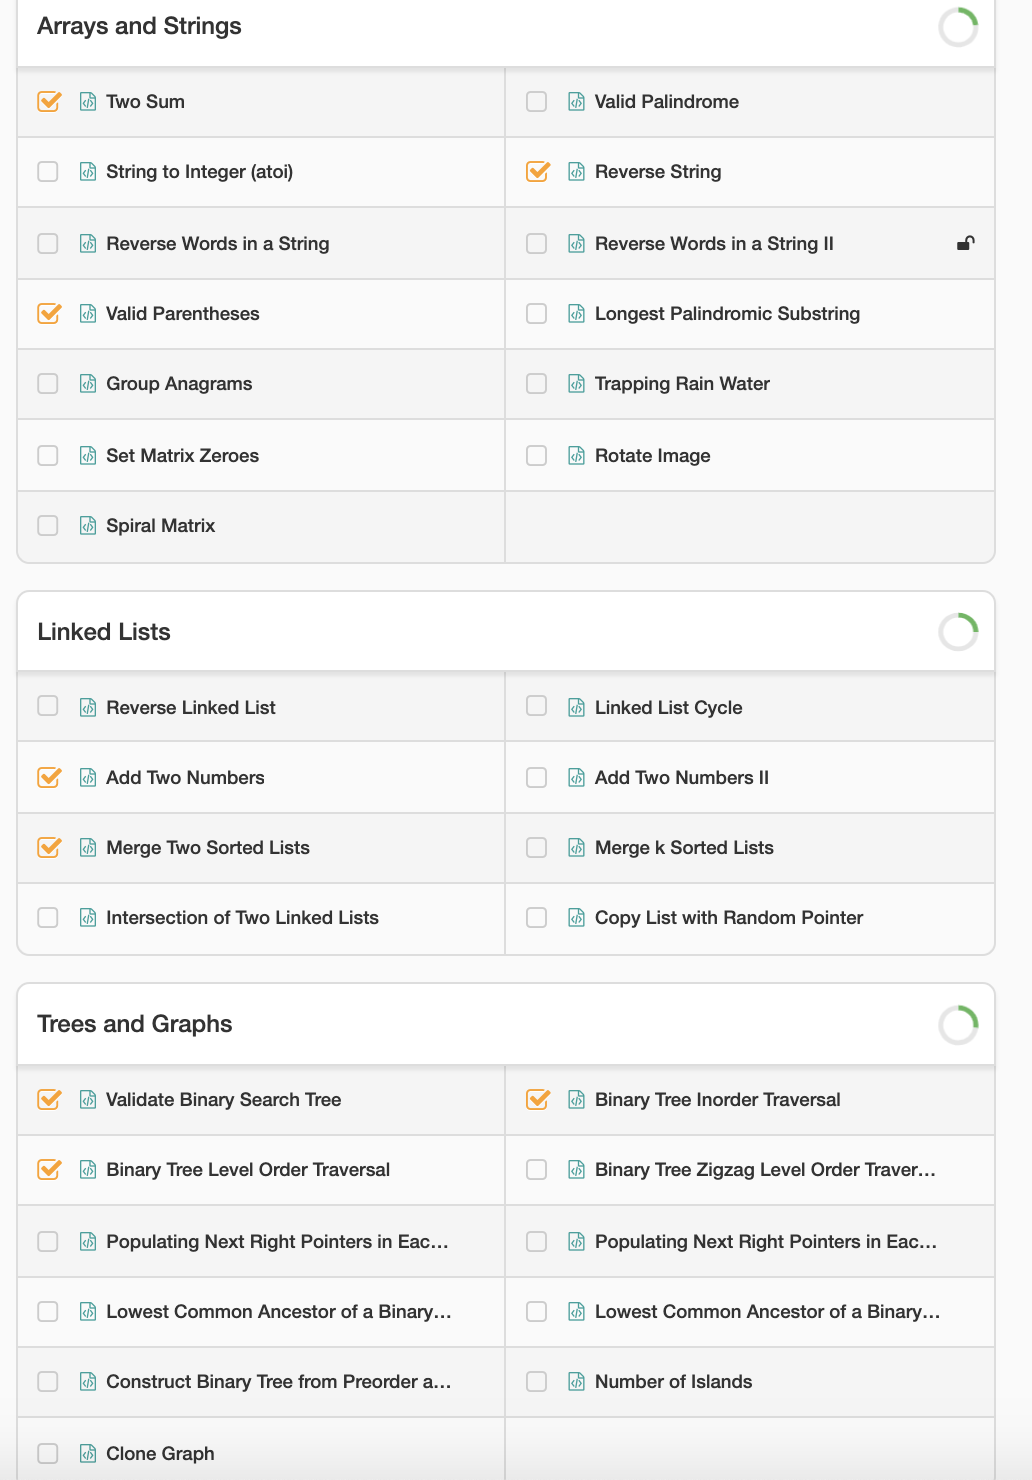 Arrays and Strings
Two Sum
Valid Palindrome
String to Integer (atoi)
Reverse String
Reverse Words in a String
Reverse Words in a String II
Valid Parentheses
Longest Palindromic Substring
Group Anagrams
Trapping Rain Water
Set Matrix Zeroes
Rotate Image
Spiral Matrix
Linked Lists
Reverse Linked List
Linked List Cycle
Add Two Numbers
Add Two Numbers II
Merge Two Sorted Lists
Merge k Sorted Lists
Intersection of Two Linked Lists
Copy List with Random Pointer
Trees and Graphs
Validate Binary Search Tree
Binary Tree Inorder Traversal
Binary Tree Level Order Traversal
Binary Tree Zigzag Level Order Traver...
Populating Next Right Pointers in Eac...
Populating Next Right Pointers in Eac...
Lowest Common Ancestor of a Binary...
Lowest Common Ancestor of a Binary...
Construct Binary Tree from Preorder a...
Number of Islands
Clone Graph